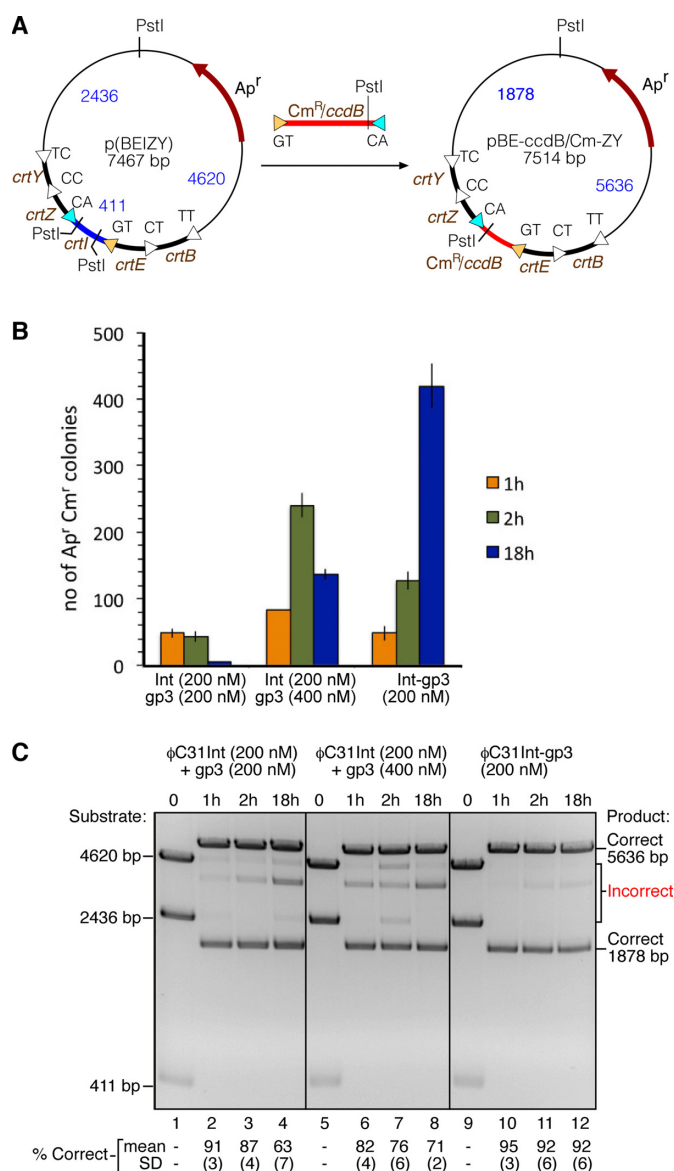 A
PstI
2436
Apʳ
p(BEIZY)
7467 bp
4620
TC
crtY
CC
CA
411
crtZ
PstI
crtI
PstI
GT
CT
TT
crtE
crtB
PstI
Cmᴿ/ccdB
GT
CA
PstI
1878
Apʳ
pBE-ccdB/Cm-ZY
7514 bp
5636
TC
crtY
CC
CA
crtZ
PstI
GT
CT
TT
Cmᴿ/ccdB
crtE
crtB
B
no of Apʳ Cmʳ colonies
500
400
300
200
100
0
Int (200 nM)
gp3 (200 nM)
Int (200 nM)
gp3 (400 nM)
Int-gp3
(200 nM)
1h
2h
18h
C
ϕC31Int (200 nM)
+ gp3 (200 nM)
ϕC31Int (200 nM)
+ gp3 (400 nM)
ϕC31Int-gp3
(200 nM)
Substrate: 0 1h 2h 18h 0 1h 2h 18h 0 1h 2h 18h Product:
4620 bp
2436 bp
411 bp
Correct
5636 bp
Incorrect
Correct
1878 bp
1 2 3 4 5 6 7 8 9 10 11 12
% Correct
mean - 91 87 63 - 82 76 71 - 95 92 92
SD - (3) (4) (7) - (4) (6) (2) - (3) (6) (6)